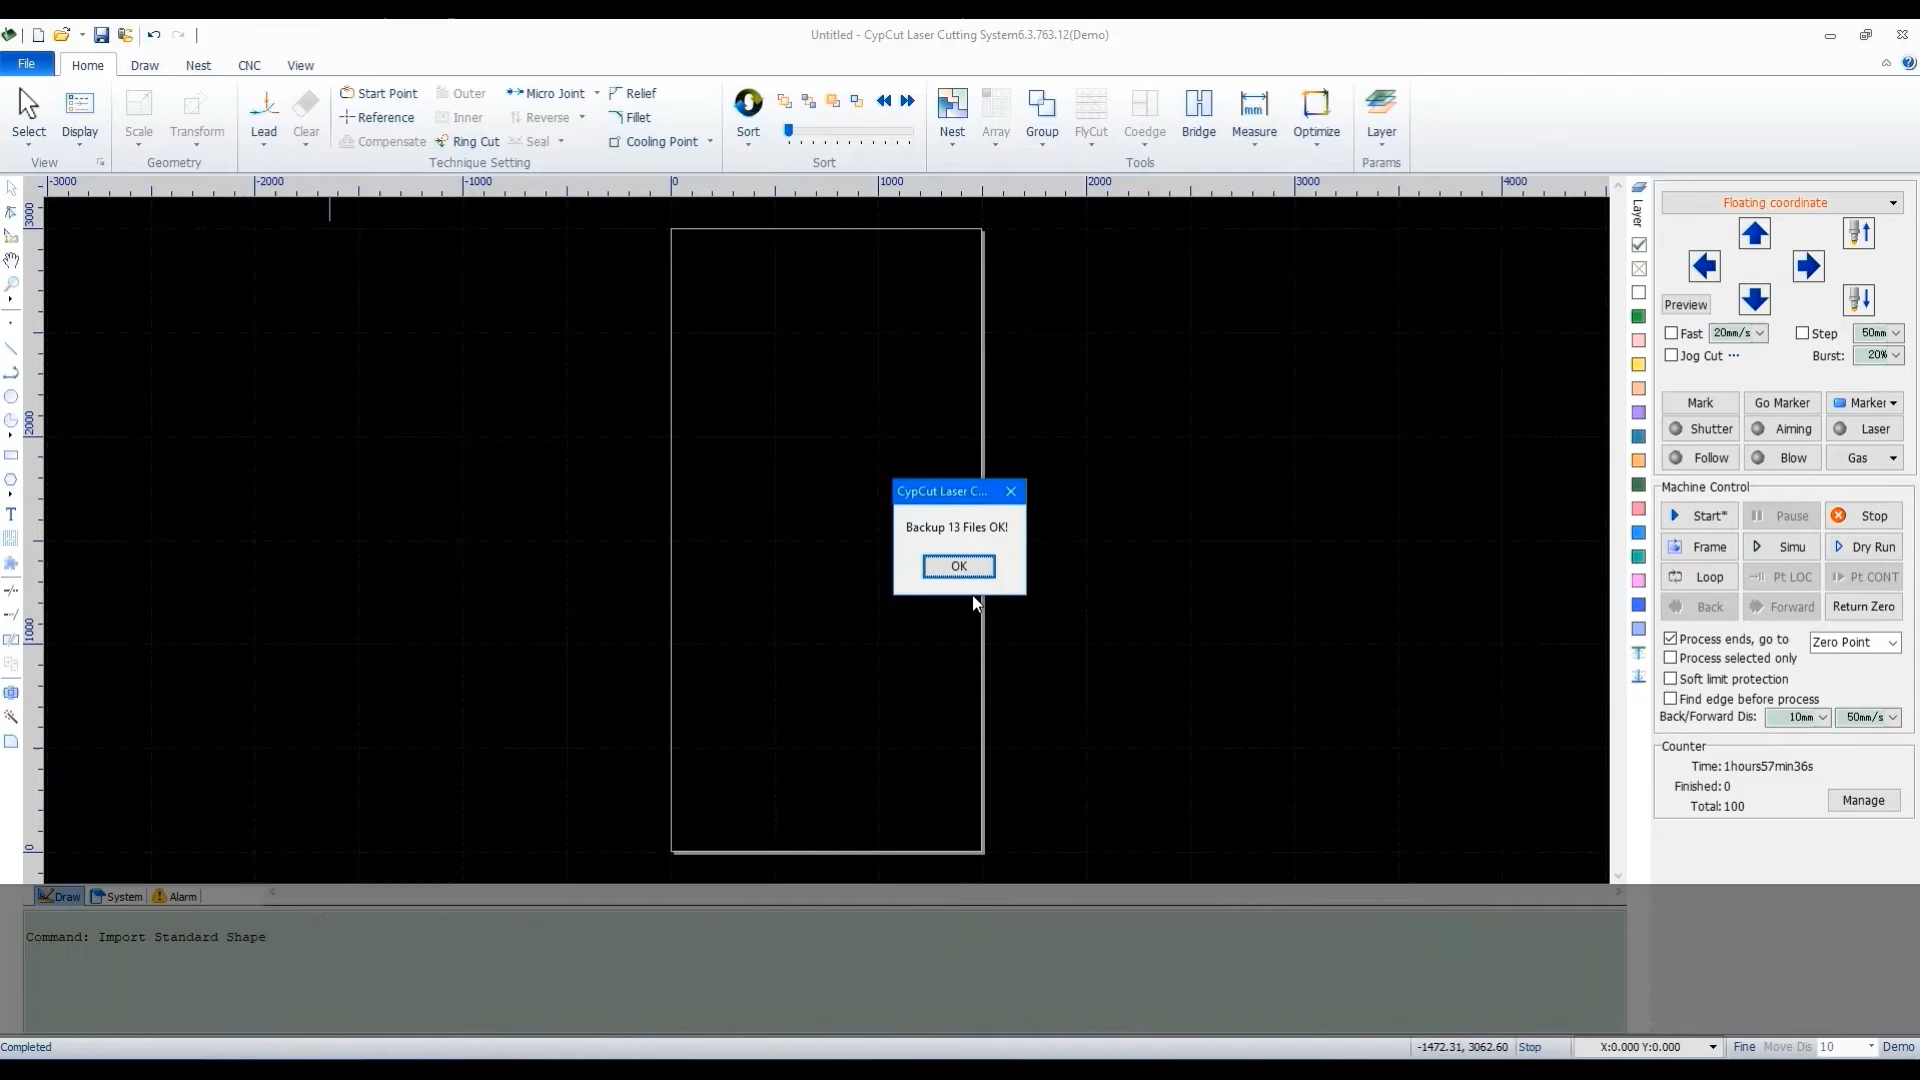 Untitled - CypCut Laser Cutting System6.3.763.12(Demo)
File Home Draw Nest CNC View
Select Display Scale Transform Lead Clear
Start Point Outer Micro Joint Relief
Reference Inner Reverse Fillet
Compensate Ring Cut Seal Cooling Point
Sort Nest Array Group FlyCut Coedge Bridge Measure Optimize Layer
mm
View Geometry Technique Setting Sort Tools Params
-3000 -2000 -1000 0 1000 2000 3000 4000
3000
2000
1000
0
123
T
Layer
Floating coordinate
Preview
Fast 20mm/s Step 50mm
Jog Cut ... Burst: 20%
Mark Go Marker Marker
Shutter Aiming Laser
Follow Blow Gas
Machine Control
Start* Pause Stop
Frame Simu Dry Run
Loop Pt LOC Pt CONT
Back Forward Return Zero
Process ends, go to Zero Point
Process selected only
Soft limit protection
Find edge before process
Back/Forward Dis: 10mm 50mm/s
Counter
Time: 1hours57min36s
Finished: 0
Total: 100
Manage
CypCut Laser C...
Backup 13 Files OK!
OK
Draw System Alarm
Command: Import Standard Shape
Completed -1472.31, 3062.60 Stop X:0.000 Y:0.000 Fine Move Dis 10 Demo